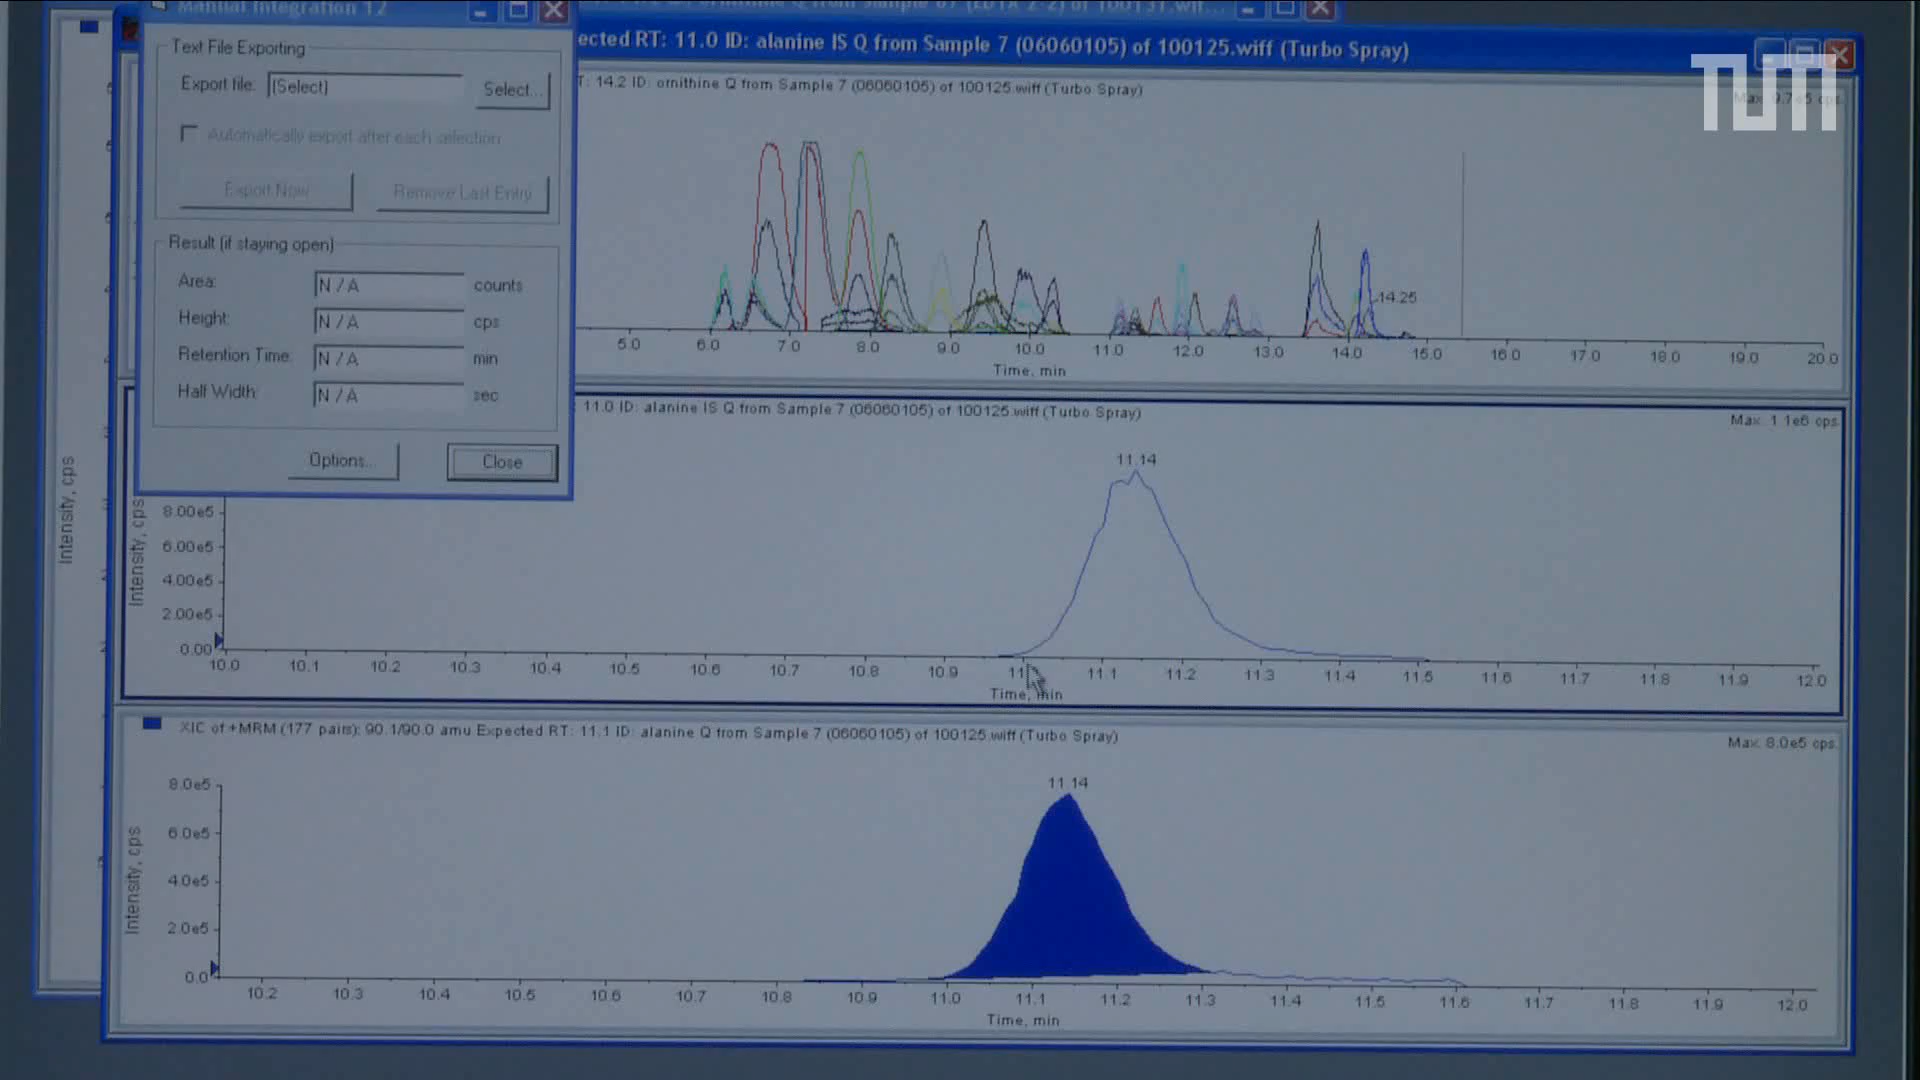 Manual Integration 12
Text File Exporting
Export file: (Select) Select...
Automatically export after each selection
Export Now Remove Last Entry
Result (if staying open)
Area: N / A counts
Height: N / A cps
Retention Time: N / A min
Half Width: N / A sec
Options... Close
ected RT: 11.0 ID: alanine IS Q from Sample 7 (06060105) of 100125.wiff (Turbo Spray)
TUTI
T: 14.2 ID: ornithine Q from Sample 7 (06060105) of 100125.wiff (Turbo Spray)
Max. 9.7e5 cps.
14.25
5.0 6.0 7.0 8.0 9.0 10.0 11.0 12.0 13.0 14.0 15.0 16.0 17.0 18.0 19.0 20.0
Time, min
11.0 ID: alanine IS Q from Sample 7 (06060105) of 100125.wiff (Turbo Spray)
Max. 1.1e6 cps.
11.14
Intensity, cps
Intensity, cps
8.00e5
6.00e5
4.00e5
2.00e5
0.00
10.0 10.1 10.2 10.3 10.4 10.5 10.6 10.7 10.8 10.9 11.1 11.2 11.3 11.4 11.5 11.6 11.7 11.8 11.9 12.0
Time, min
XIC of +MRM (177 pairs): 90.1/90.0 amu Expected RT: 11.1 ID: alanine Q from Sample 7 (06060105) of 100125.wiff (Turbo Spray)
Max. 8.0e5 cps.
11.14
Intensity, cps
8.0e5
6.0e5
4.0e5
2.0e5
0.0
10.2 10.3 10.4 10.5 10.6 10.7 10.8 10.9 11.0 11.1 11.2 11.3 11.4 11.5 11.6 11.7 11.8 11.9 12.0
Time, min